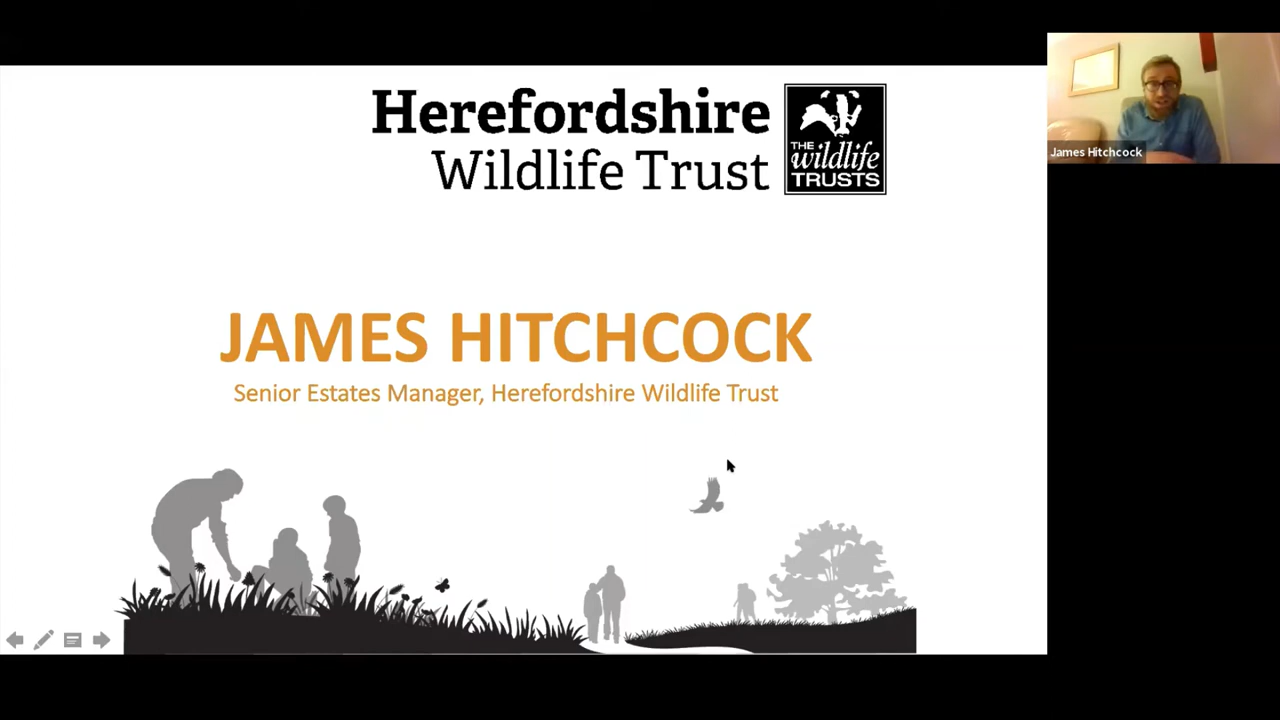 Herefordshire
Wildlife Trust
THE
wildlife
TRUSTS
James Hitchcock
JAMES HITCHCOCK
Senior Estates Manager, Herefordshire Wildlife Trust